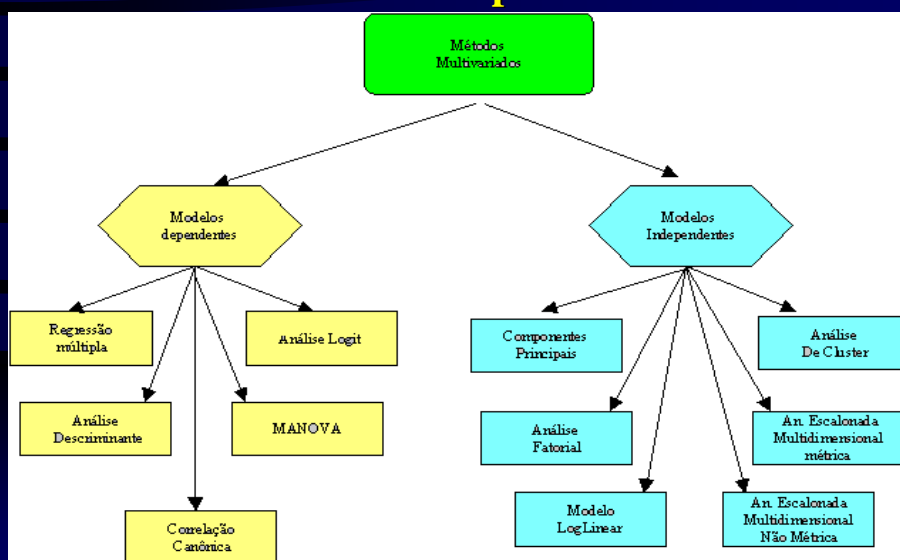 Métodos
Multivariados
Modelos
dependentes
Modelos
Independentes
Regressão
múltipla
Análise Logit
Componentes
Principais
Análise
De Cluster
Análise
Descriminante
MANOVA
Análise
Fatorial
An. Escalonada
Multidimensional
métrica
Correlação
Canônica
Modelo
LogLinear
An. Escalonada
Multidimensional
Não Métrica